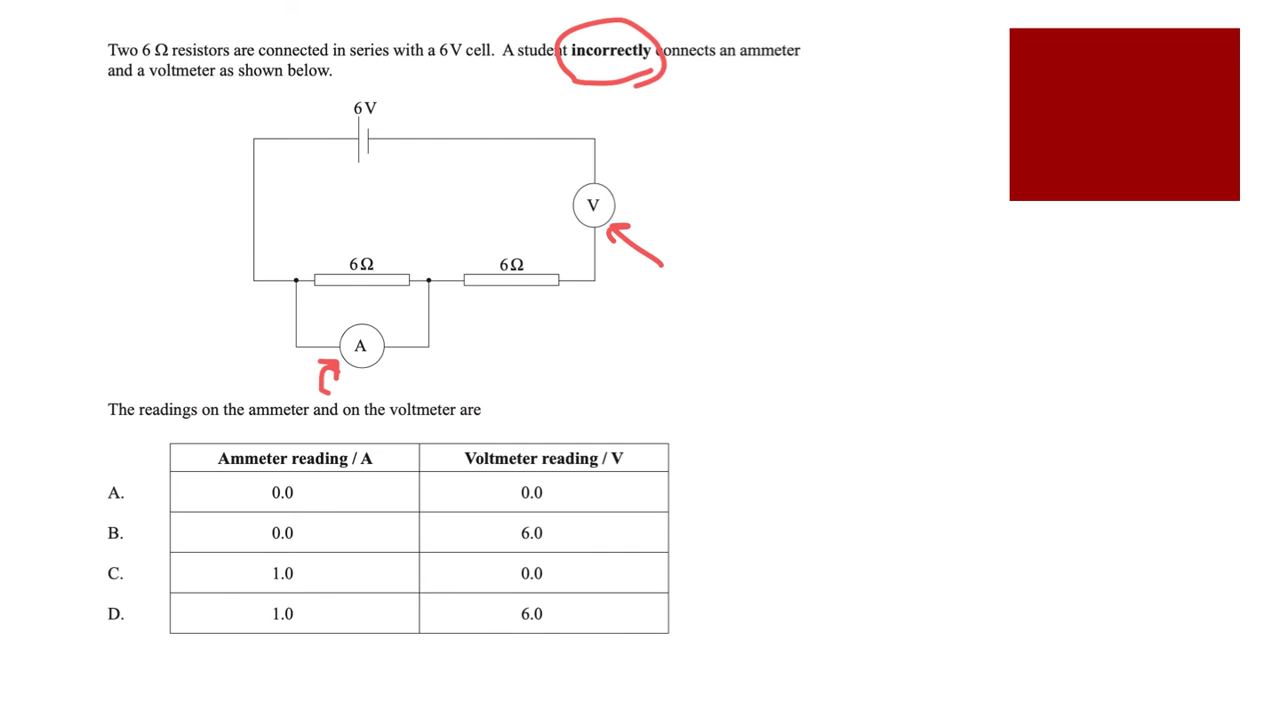 Two 6 Ω resistors are connected in series with a 6 V cell. A student incorrectly connects an ammeter
and a voltmeter as shown below.
6 V
V
6 Ω
6 Ω
A
The readings on the ammeter and on the voltmeter are
Ammeter reading / A Voltmeter reading / V
A. 0.0 0.0
B. 0.0 6.0
C. 1.0 0.0
D. 1.0 6.0